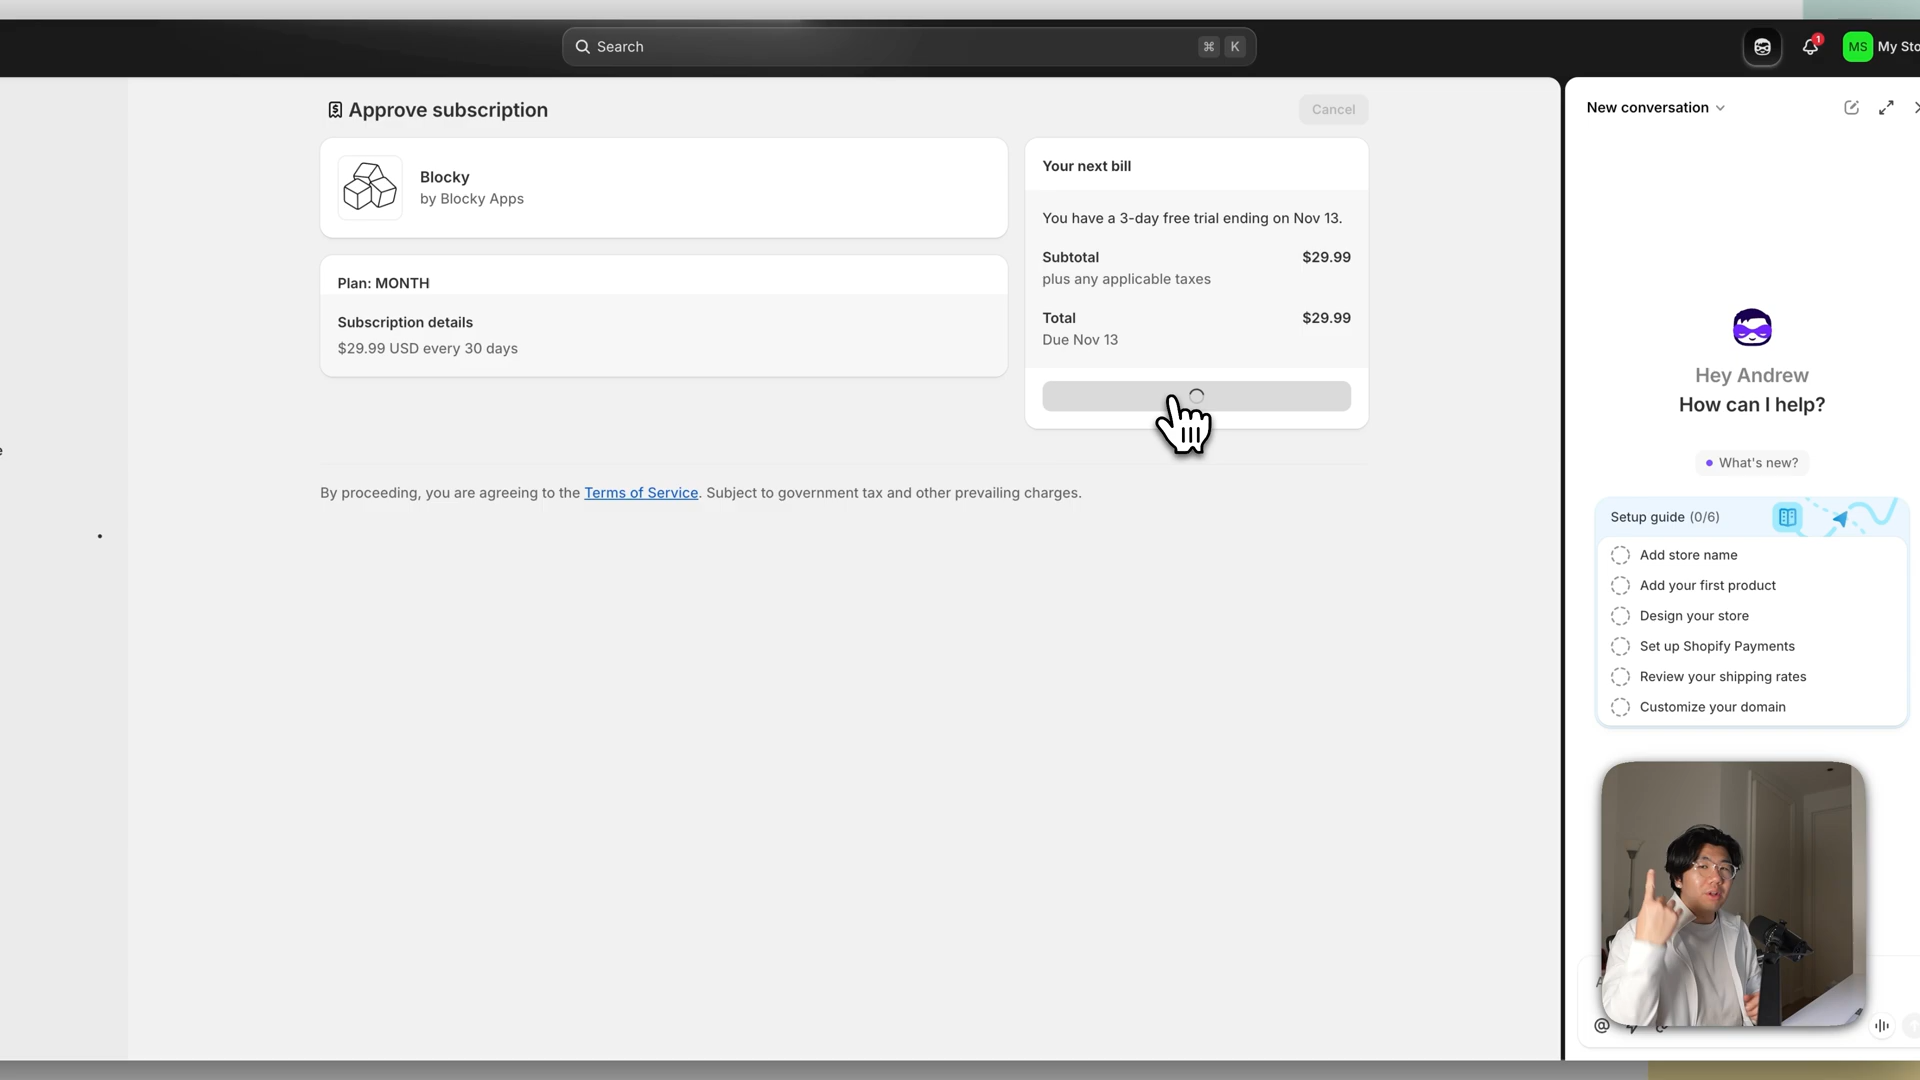 Search
⌘ K
1
MS My Sto
Approve subscription
Cancel
Blocky
by Blocky Apps
Plan: MONTH
Subscription details
$29.99 USD every 30 days
Your next bill
You have a 3-day free trial ending on Nov 13.
Subtotal $29.99
plus any applicable taxes
Total $29.99
Due Nov 13
By proceeding, you are agreeing to the Terms of Service. Subject to government tax and other prevailing charges.
e
New conversation
Hey Andrew
How can I help?
What's new?
Setup guide (0/6)
Add store name
Add your first product
Design your store
Set up Shopify Payments
Review your shipping rates
Customize your domain
@